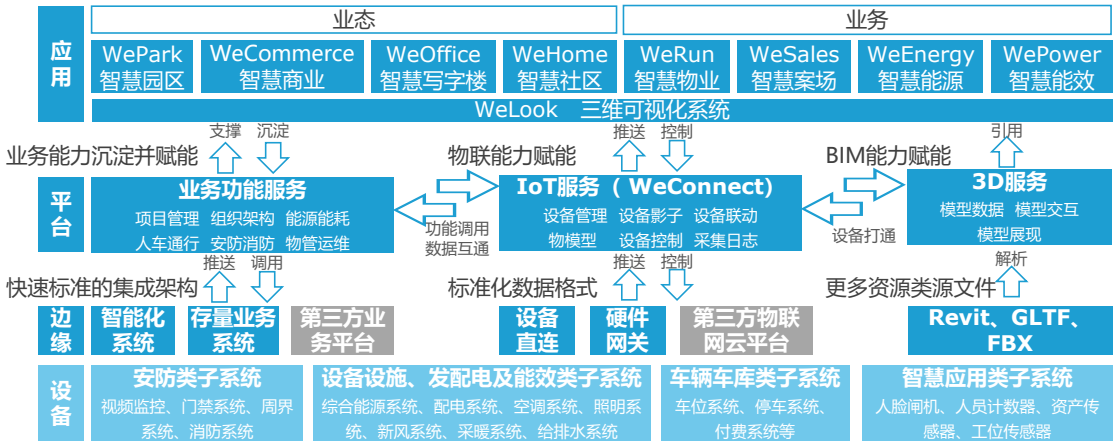 业态
业务
应用
WePark
智慧园区
WeCommerce
智慧商业
WeOffice
智慧写字楼
WeHome
智慧社区
WeRun
智慧物业
WeSales
智慧案场
WeEnergy
智慧能源
WePower
智慧能效
WeLook 三维可视化系统
业务能力沉淀并赋能
支撑 沉淀
物联能力赋能
推送 控制
BIM能力赋能
引用
平台
业务功能服务
项目管理 组织架构 能源能耗
人车通行 安防消防 物管运维
功能调用
数据互通
IoT服务（ WeConnect）
设备管理 设备影子 设备联动
物模型 设备控制 采集日志
设备打通
3D服务
模型数据 模型交互
模型展现
快速标准的集成架构
推送 调用
标准化数据格式
推送 控制
更多资源类源文件
解析
边缘
智能化
系统
存量业务
系统
第三方业
务平台
设备
直连
硬件
网关
第三方物联
网云平台
Revit、GLTF、
FBX
设备
安防类子系统
视频监控、门禁系统、周界
系统、消防系统
设备设施、发配电及能效类子系统
综合能源系统、配电系统、空调系统、照明系
统、新风系统、采暖系统、给排水系统
车辆车库类子系统
车位系统、停车系统、
付费系统等
智慧应用类子系统
人脸闸机、人员计数器、资产传
感器、工位传感器